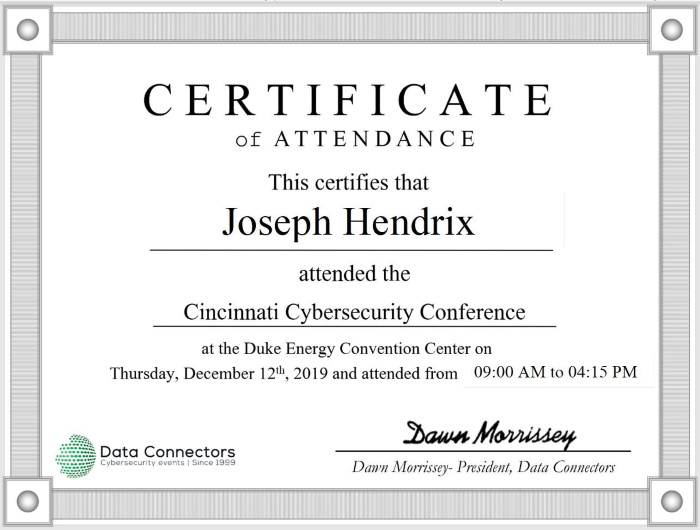 CERTIFICATE
of ATTENDANCE
This certifies that
Joseph Hendrix
attended the
Cincinnati Cybersecurity Conference
at the Duke Energy Convention Center on
Thursday, December 12th, 2019 and attended from 09:00 AM to 04:15 PM
Dawn Morrissey
Data Connectors
Cybersecurity events | Since 1999
Dawn Morrissey- President, Data Connectors